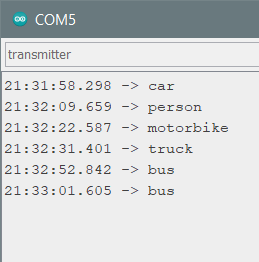 COM5
transmitter
21:31:58.298 -> car
21:32:09.659 -> person
21:32:22.587 -> motorbike
21:32:31.401 -> truck
21:32:52.842 -> bus
21:33:01.605 -> bus